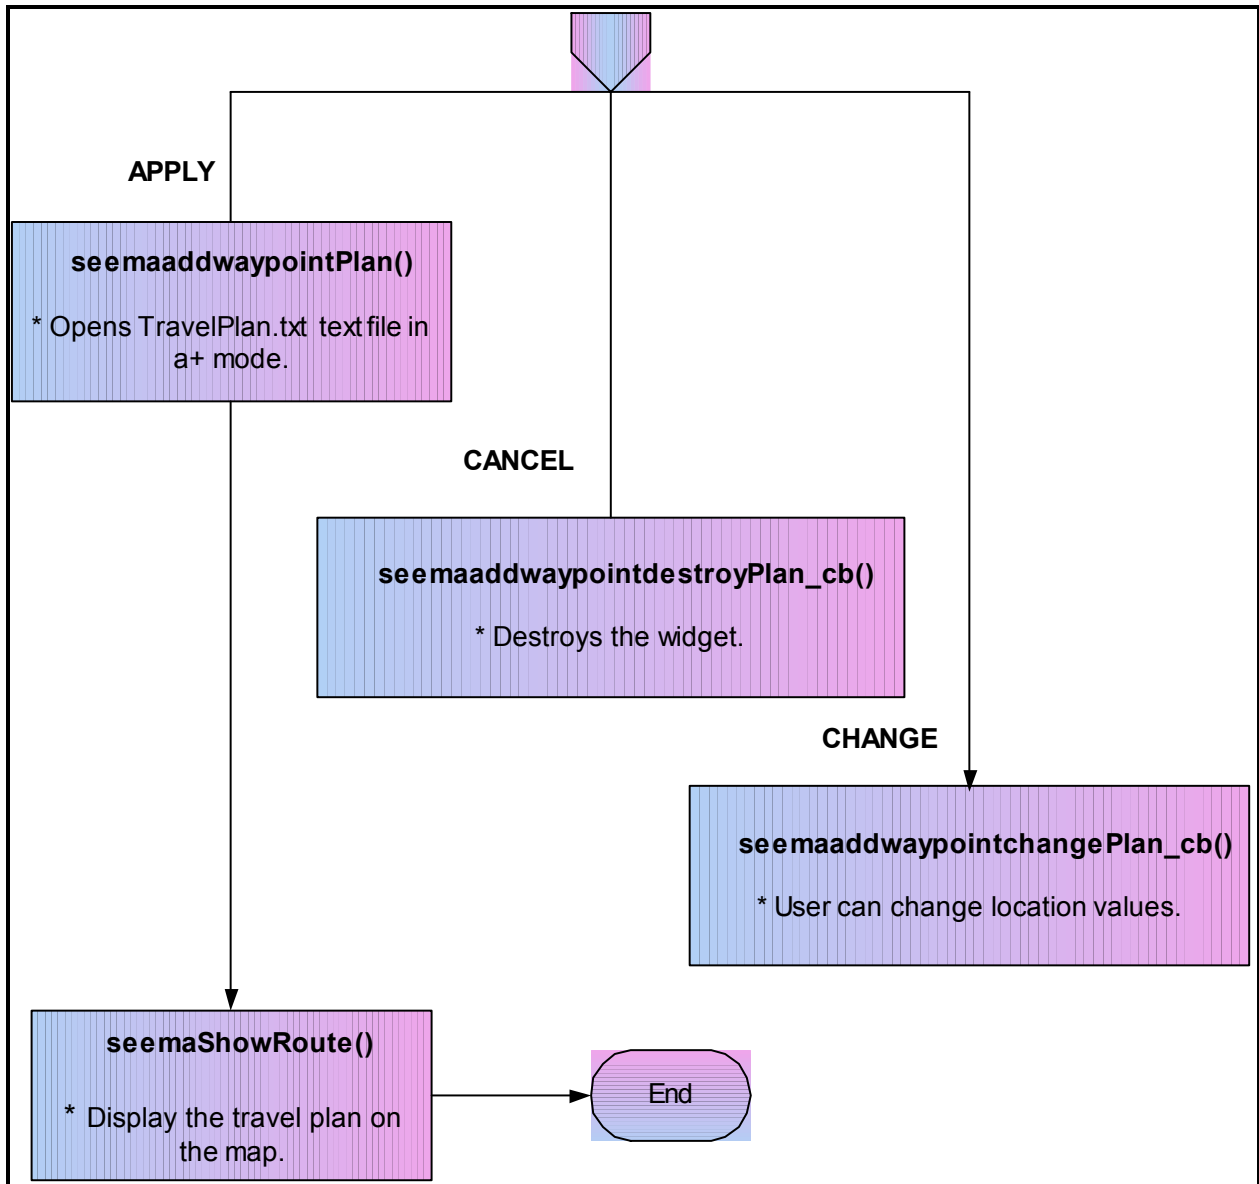 APPLY
seemaaddwaypointPlan()
* Opens TravelPlan.txt text file in
a+ mode.
CANCEL
seemaaddwaypointdestroyPlan_cb()
* Destroys the widget.
CHANGE
seemaaddwaypointchangePlan_cb()
* User can change location values.
seemaShowRoute()
* Display the travel plan on
the map.
End